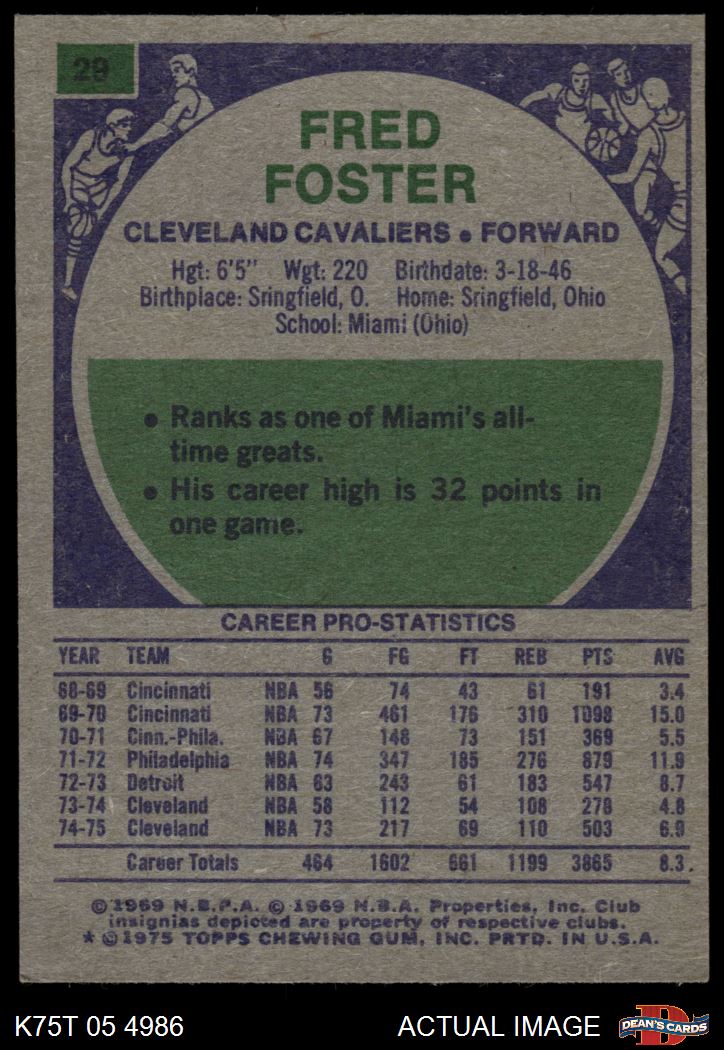 29
FRED
FOSTER
CLEVELAND CAVALIERS • FORWARD
Hgt: 6'5" Wgt: 220 Birthdate: 3-18-46
Birthplace: Sringfield, O. Home: Sringfield, Ohio
School: Miami (Ohio)
• Ranks as one of Miami's all-
time greats.
• His career high is 32 points in
one game.
CAREER PRO-STATISTICS
YEAR TEAM G FG FT REB PTS AVG
68-69 Cincinnati NBA 56 74 43 61 191 3.4
69-70 Cincinnati NBA 73 461 176 310 1098 15.0
70-71 Cinn.-Phila. NBA 67 148 73 151 369 5.5
71-72 Philadelphia NBA 74 347 185 276 879 11.9
72-73 Detroit NBA 63 243 61 183 547 8.7
73-74 Cleveland NBA 58 112 54 108 278 4.8
74-75 Cleveland NBA 73 217 69 110 503 6.9
Career Totals 464 1602 661 1199 3865 8.3.
© 1969 N.B.P.A. © 1969 N.B.A. Properties, Inc. Club
insignias depicted are property of respective clubs.
* © 1975 TOPPS CHEWING GUM, INC. PRTD. IN U.S.A.
K75T 05 4986 ACTUAL IMAGE
D
DEAN'S CARDS